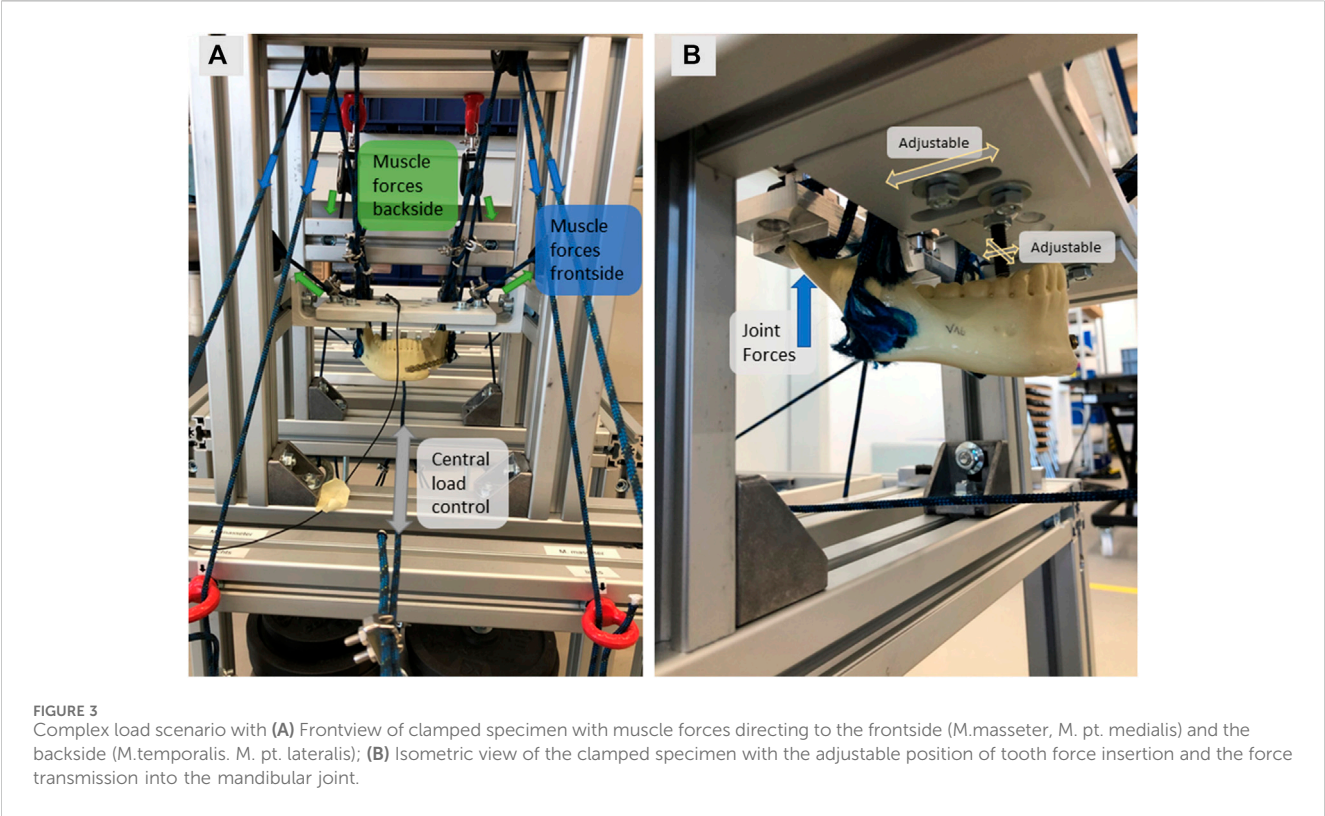 A
Muscle
forces
backside
Muscle
forces
frontside
Central
load
control
M. masseter
B
Adjustable
Adjustable
Joint
Forces
FIGURE 3
Complex load scenario with (A) Frontview of clamped specimen with muscle forces directing to the frontside (M.masseter, M. pt. medialis) and the
backside (M.temporalis. M. pt. lateralis); (B) Isometric view of the clamped specimen with the adjustable position of tooth force insertion and the force
transmission into the mandibular joint.